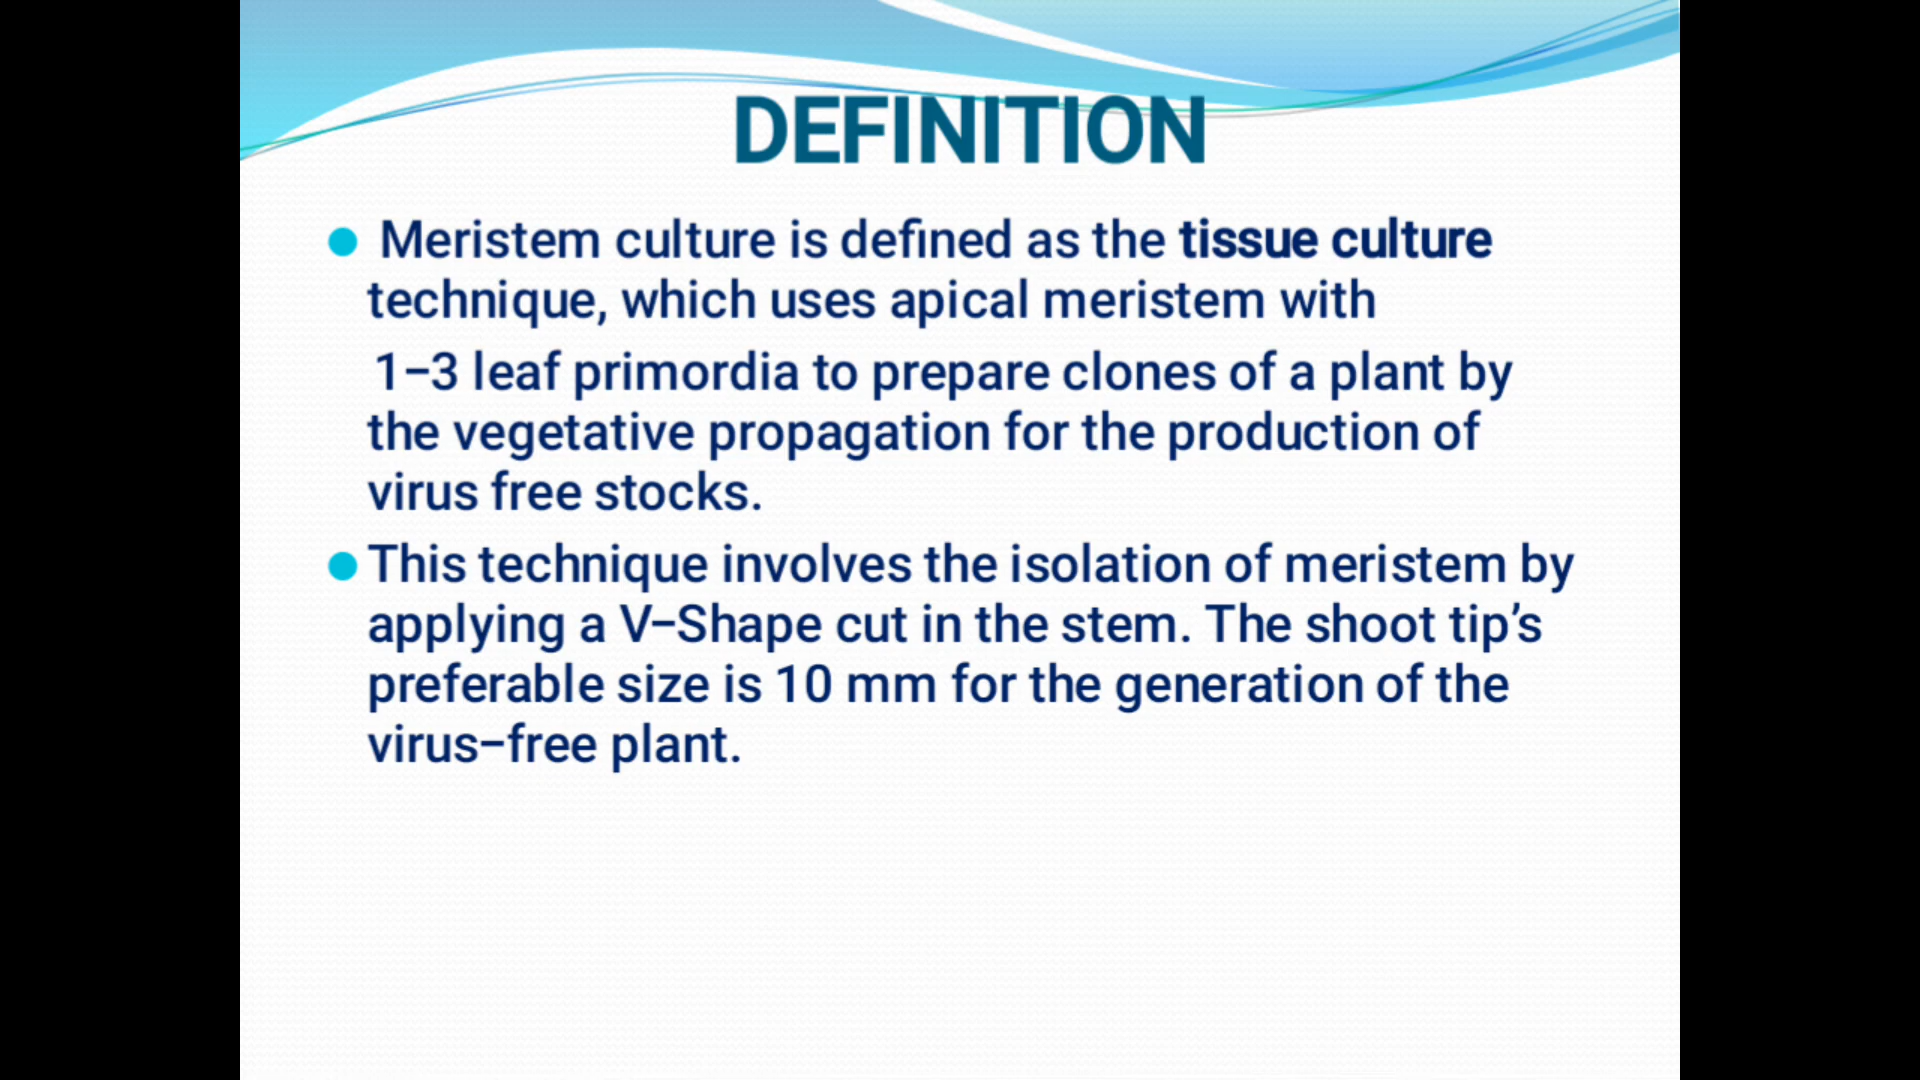 DEFINITION
Meristem culture is defined as the tissue culture
technique, which uses apical meristem with
1–3 leaf primordia to prepare clones of a plant by
the vegetative propagation for the production of
virus free stocks.
This technique involves the isolation of meristem by
applying a V–Shape cut in the stem. The shoot tip’s
preferable size is 10 mm for the generation of the
virus–free plant.